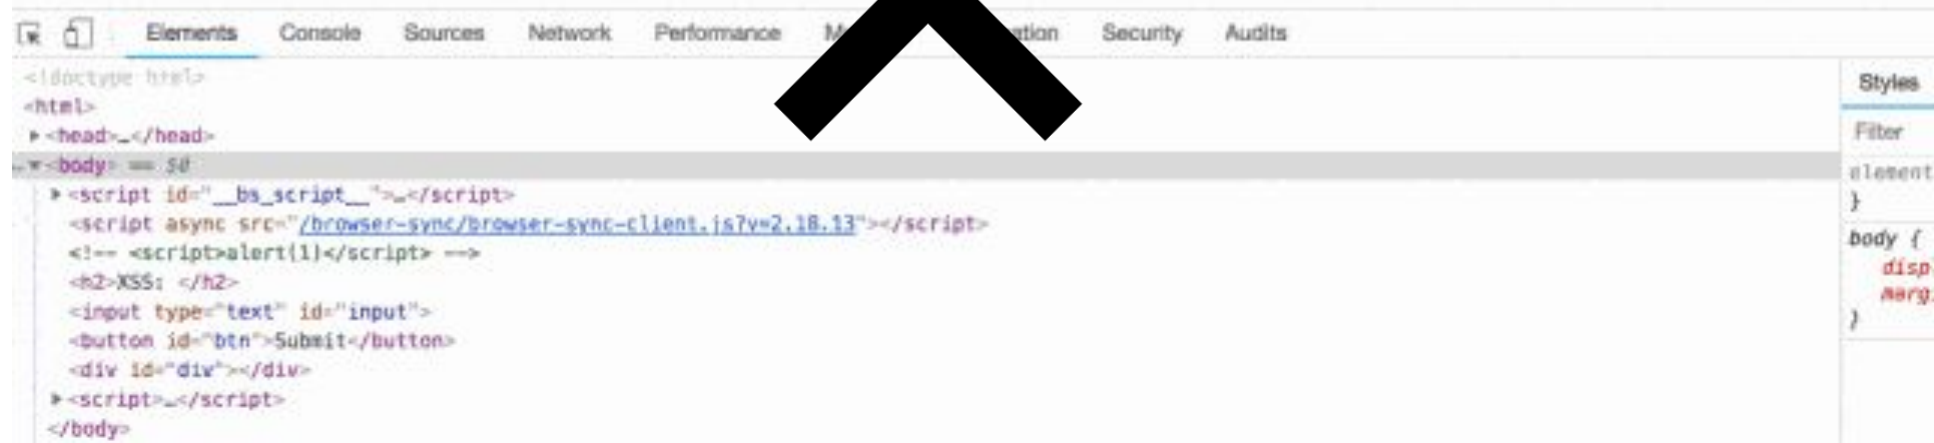 Elements Console Sources Network Performance Security Audits
<!doctype html>
<html>
<head>…</head>
<body> == $0
<script id="__bs_script__">…</script>
<script async src="/browser-sync/browser-sync-client.js?v=2.18.13"></script>
<!-- <script>alert(1)</script> -->
<h2>XSS: </h2>
<input type="text" id="input">
<button id="btn">Submit</button>
<div id="div"></div>
<script>…</script>
</body>
Styles
Filter
element
}
body {
disp
marg
}